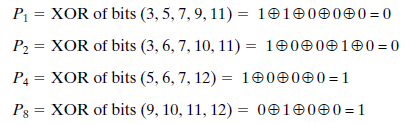 P₁ = XOR of bits (3, 5, 7, 9, 11) = 1⊕1⊕0⊕0⊕0 = 0
P₂ = XOR of bits (3, 6, 7, 10, 11) = 1⊕0⊕0⊕1⊕0 = 0
P₄ = XOR of bits (5, 6, 7, 12) = 1⊕0⊕0⊕0 = 1
P₈ = XOR of bits (9, 10, 11, 12) = 0⊕1⊕0⊕0 = 1